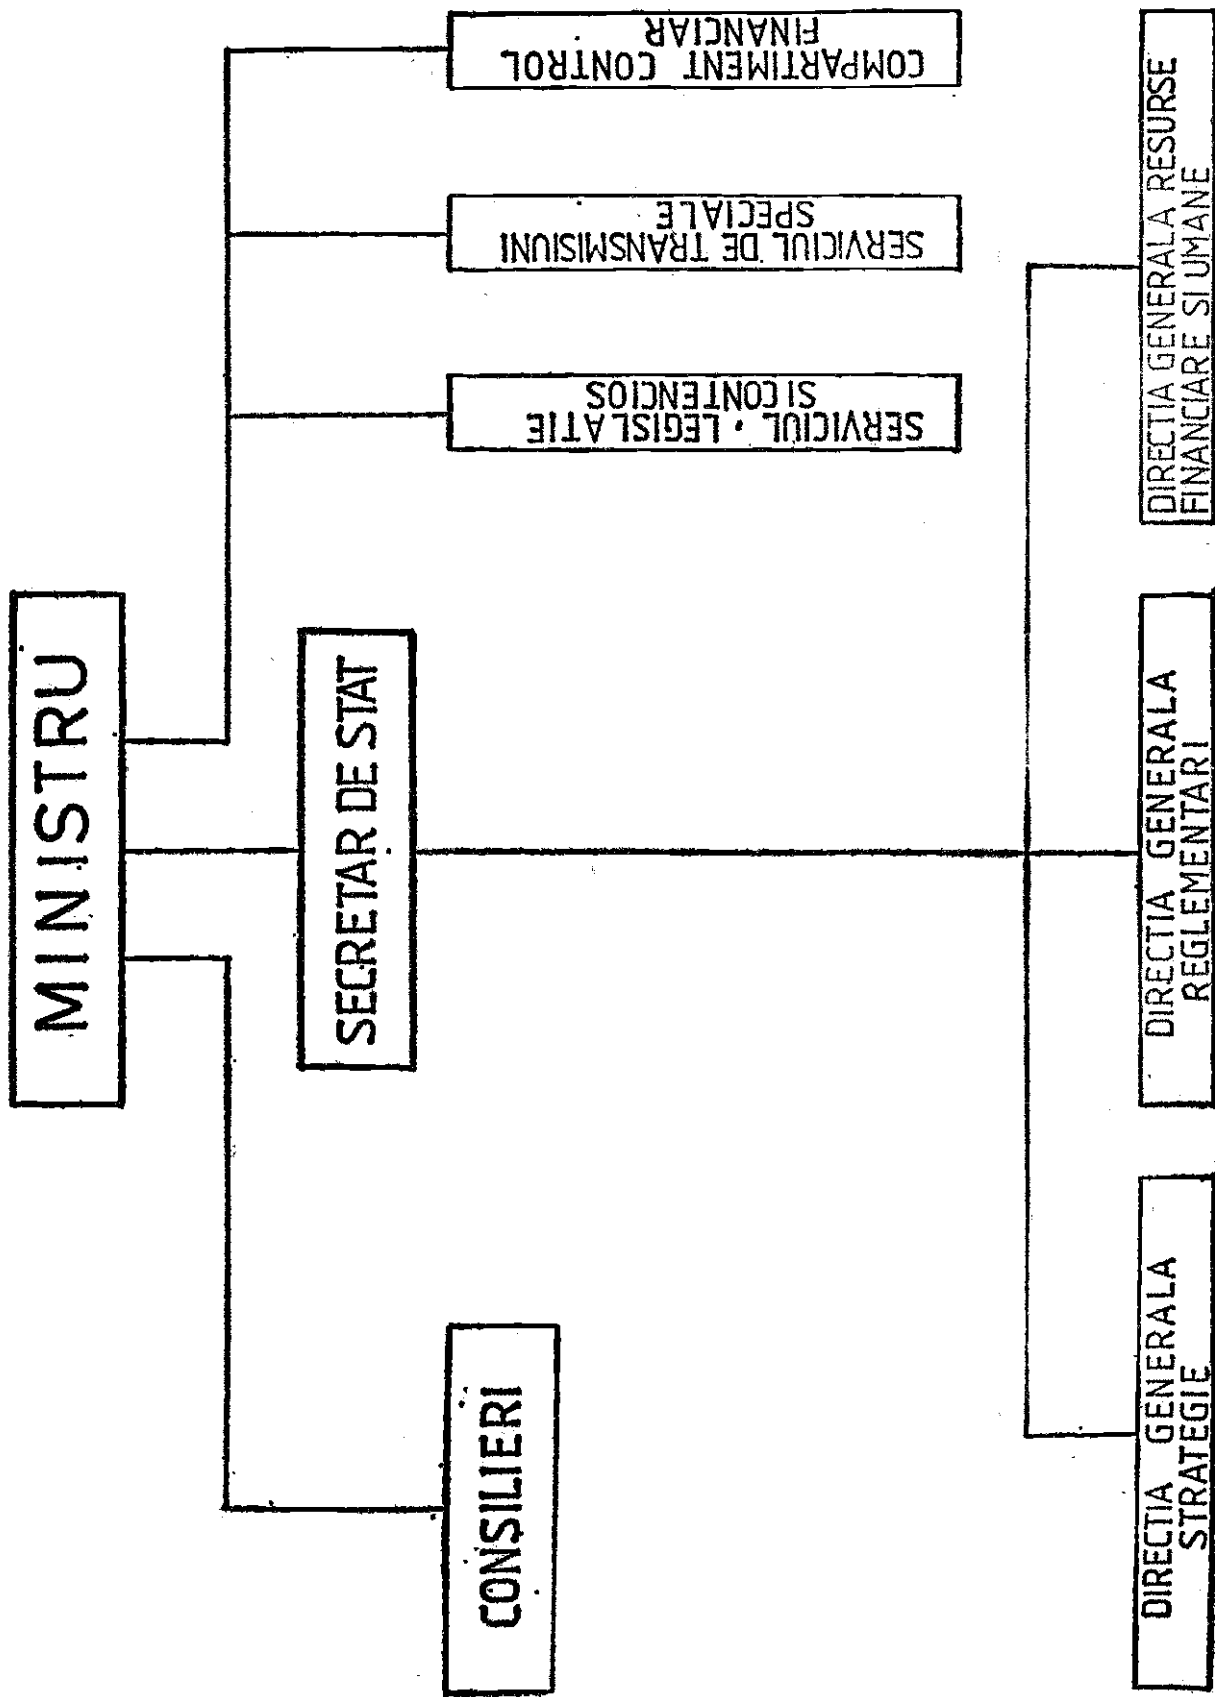 MINISTRU
SECRETAR DE STAT
CONSILIERI
SERVICIUL . LEGISLATIE
SI CONTENCIOS
SERVICIUL DE TRANSMISIUNI
SPECIALE
COMPARTIMENT CONTROL
FINANCIAR
DIRECTIA GENERALA
STRATEGIE
DIRECTIA GENERALA
REGLEMENTARI
DIRECTIA GENERALA RESURSE
FINANCIARE SI UMANE